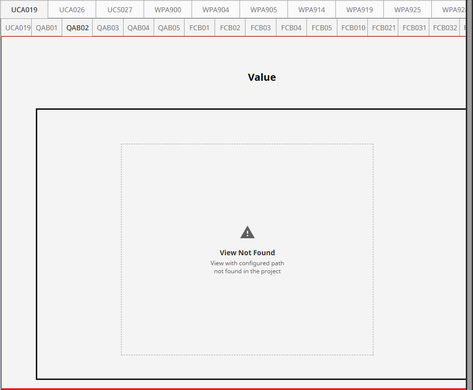 UCA019 UCA026 UCS027 WPA900 WPA904 WPA905 WPA914 WPA919 WPA925 WPA92
UCA019 QAB01 QAB02 QAB03 QAB04 QAB05 FCB01 FCB02 FCB03 FCB04 FCB05 FCB010 FCB021 FCB031 FCB032
Value
View Not Found
View with configured path
not found in the project